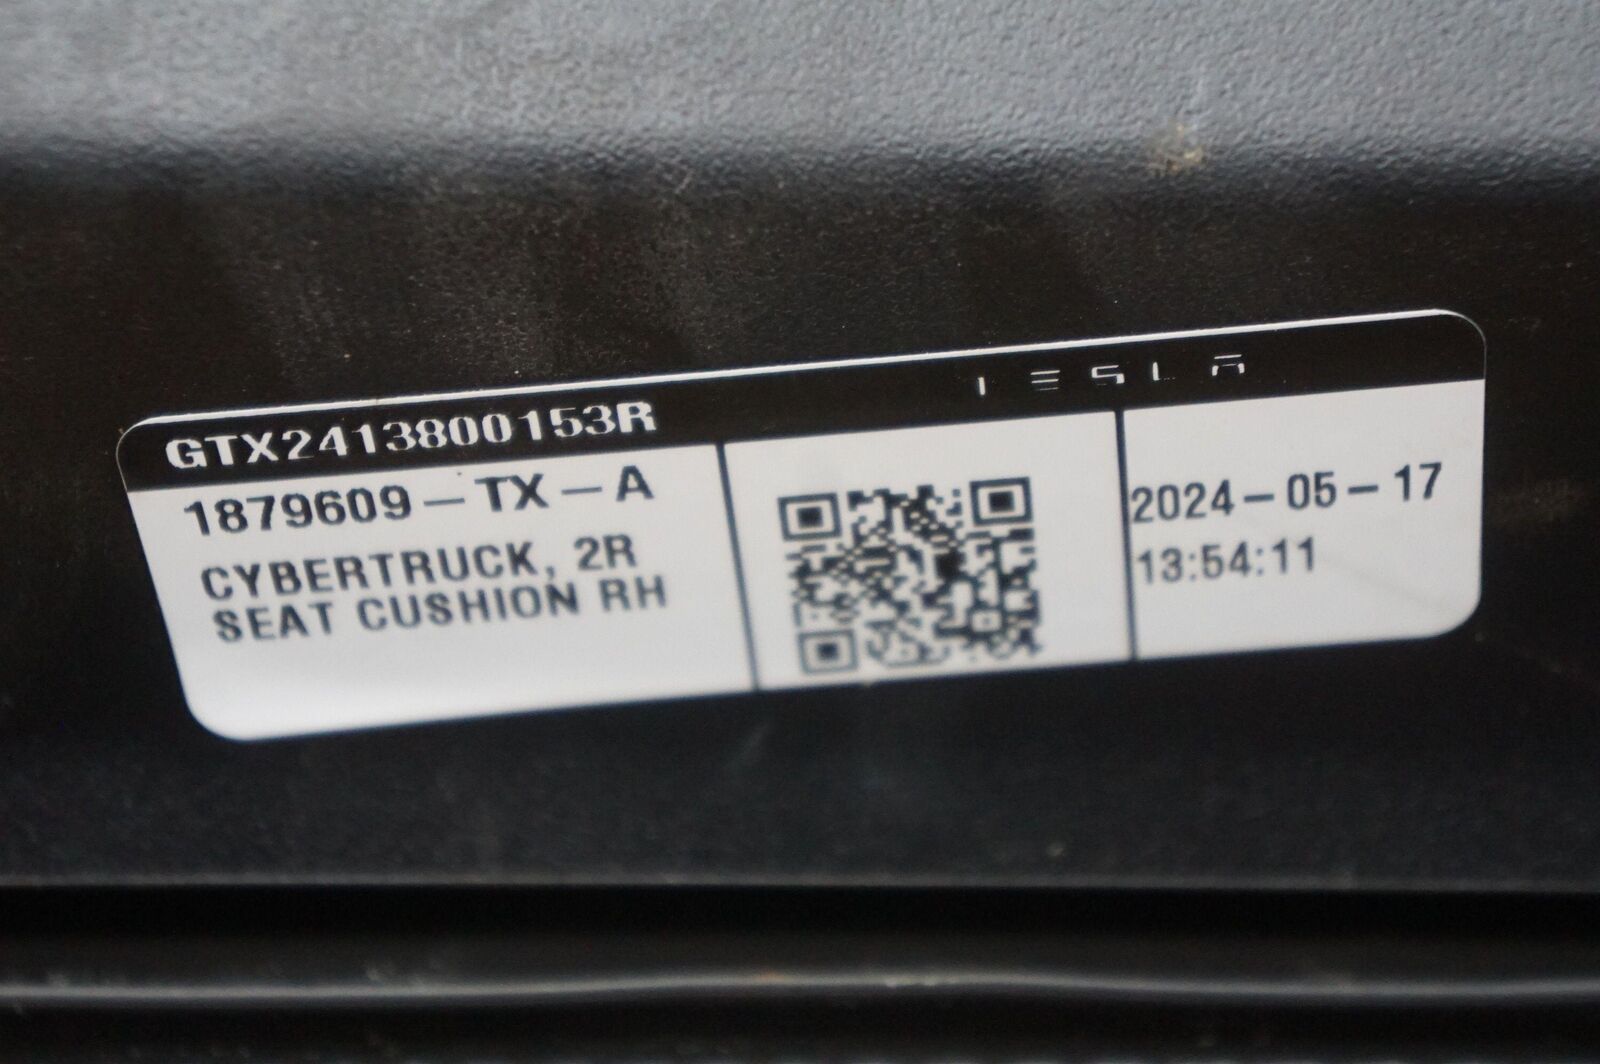 TESLA
GTX2413800153R
1879609-TX-A
CYBERTRUCK, 2R
SEAT CUSHION RH
2024-05-17
13:54:11